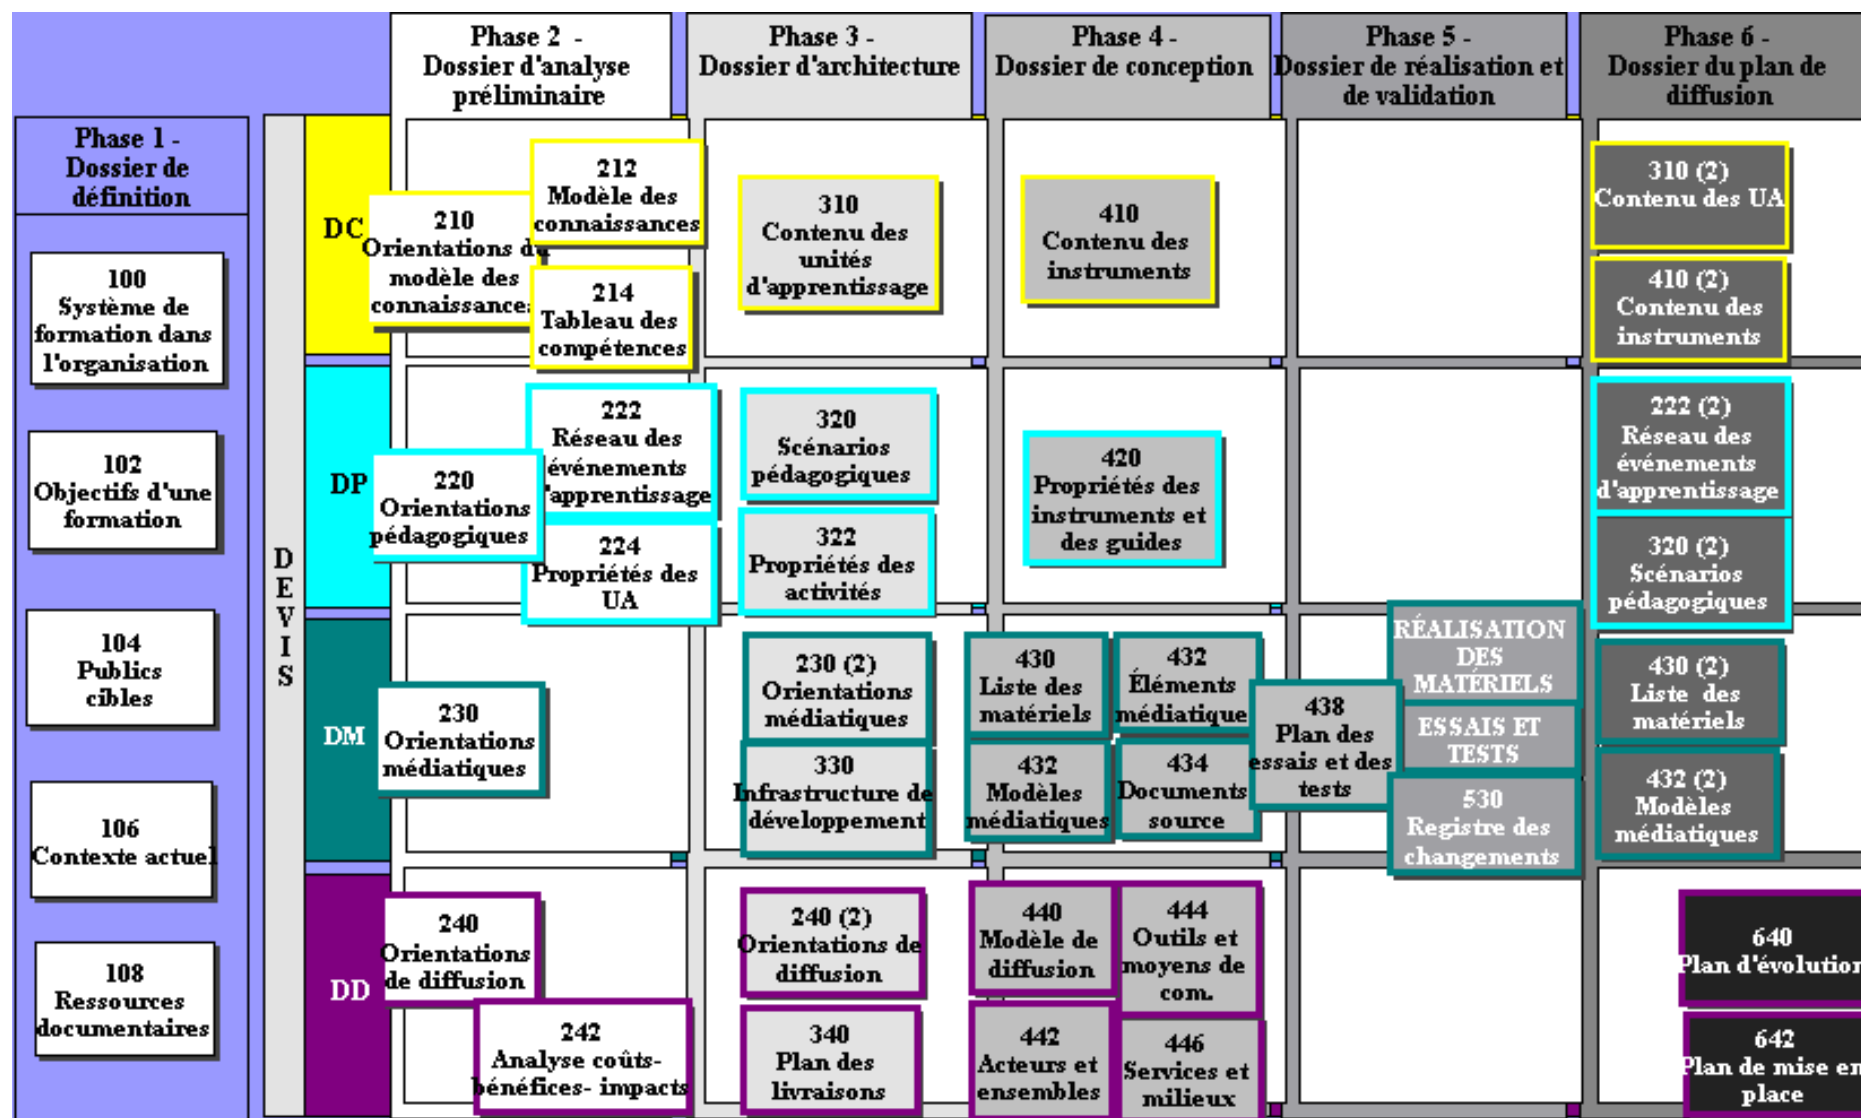 Phase 1 -
Dossier de
définition
100
Système de
formation dans
l'organisation
102
Objectifs d'une
formation
104
Publics
cibles
106
Contexte actuel
108
Ressources
documentaires
DEVIS
Phase 2 -
Dossier d'analyse
préliminaire
Phase 3 -
Dossier d'architecture
Phase 4 -
Dossier de conception
Phase 5 -
Dossier de réalisation et
de validation
Phase 6 -
Dossier du plan de
diffusion
DC
210
Orientations du
modèle des
connaissances
212
Modèle des
connaissances
214
Tableau des
compétences
310
Contenu des
unités
d'apprentissage
410
Contenu des
instruments
310 (2)
Contenu des UA
410 (2)
Contenu des
instruments
DP
220
Orientations
pédagogiques
222
Réseau des
événements
'apprentissage
224
Propriétés des
UA
320
Scénarios
pédagogiques
322
Propriétés des
activités
420
Propriétés des
instruments et
des guides
222 (2)
Réseau des
événements
d'apprentissage
320 (2)
Scénarios
pédagogiques
DM
230
Orientations
médiatiques
230 (2)
Orientations
médiatiques
330
Infrastructure de
développement
430
Liste des
matériels
432
Éléments
médiatique
432
Modèles
médiatiques
434
Documents
source
438
Plan des
essais et des
tests
RÉALISATION
DES
MATÉRIELS
ESSAIS ET
TESTS
530
Registre des
changements
430 (2)
Liste des
matériels
432 (2)
Modèles
médiatiques
DD
240
Orientations
de diffusion
242
Analyse coûts-
bénéfices- impacts
240 (2)
Orientations de
diffusion
340
Plan des
livraisons
440
Modèle de
diffusion
444
Outils et
moyens de
com.
442
Acteurs et
ensembles
446
Services et
milieux
640
Plan d'évolution
642
Plan de mise en
place